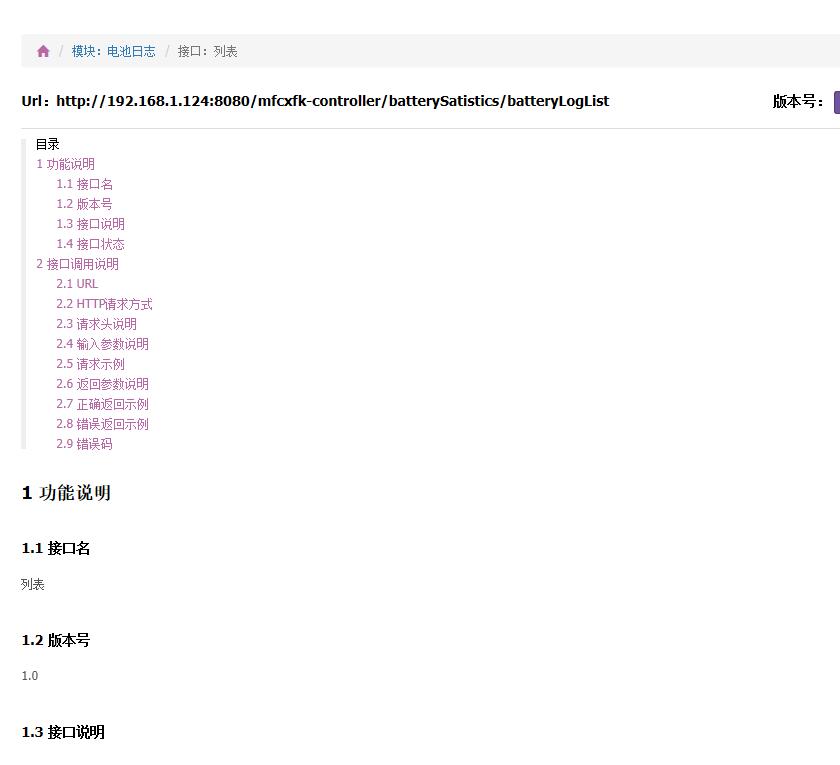 / 模块：电池日志 / 接口：列表
Url：http://192.168.1.124:8080/mfcxfk-controller/batterySatistics/batteryLogList 版本号：
目录
1 功能说明
1.1 接口名
1.2 版本号
1.3 接口说明
1.4 接口状态
2 接口调用说明
2.1 URL
2.2 HTTP请求方式
2.3 请求头说明
2.4 输入参数说明
2.5 请求示例
2.6 返回参数说明
2.7 正确返回示例
2.8 错误返回示例
2.9 错误码
1 功能说明
1.1 接口名
列表
1.2 版本号
1.0
1.3 接口说明